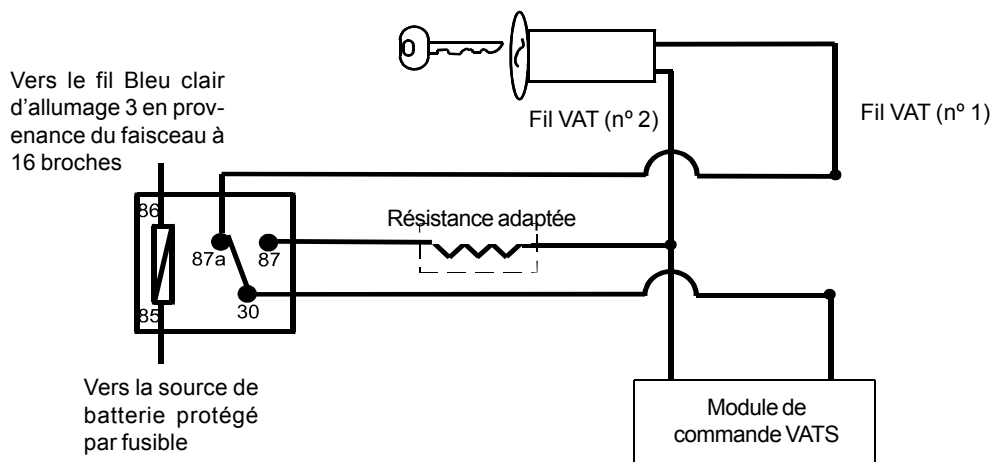 Vers le fil Bleu clair
d'allumage 3 en prov-
enance du faisceau à
16 broches
Fil VAT (nº 2)
Fil VAT (nº 1)
86
Résistance adaptée
87a
87
30
85
Vers la source de
batterie protégé
par fusible
Module de
commande VATS